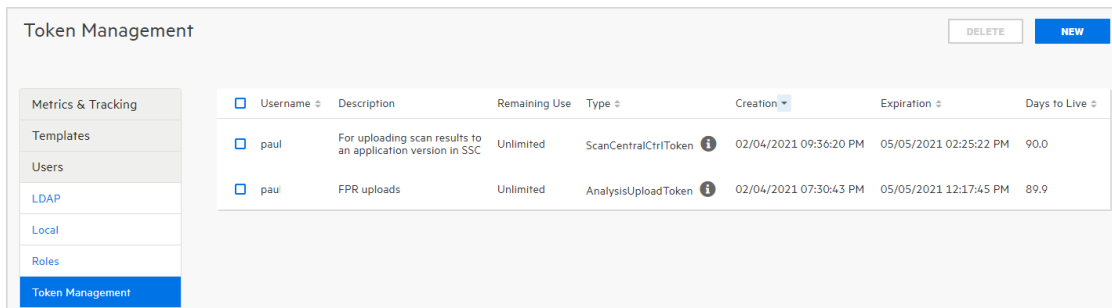 Token Management
DELETE
NEW
Metrics & Tracking
Templates
Users
LDAP
Local
Roles
Token Management
Username Description Remaining Use Type Creation Expiration Days to Live
paul For uploading scan results to an application version in SSC Unlimited ScanCentralCtrlToken 02/04/2021 09:36:20 PM 05/05/2021 02:25:22 PM 90.0
paul FPR uploads Unlimited AnalysisUploadToken 02/04/2021 07:30:43 PM 05/05/2021 12:17:45 PM 89.9